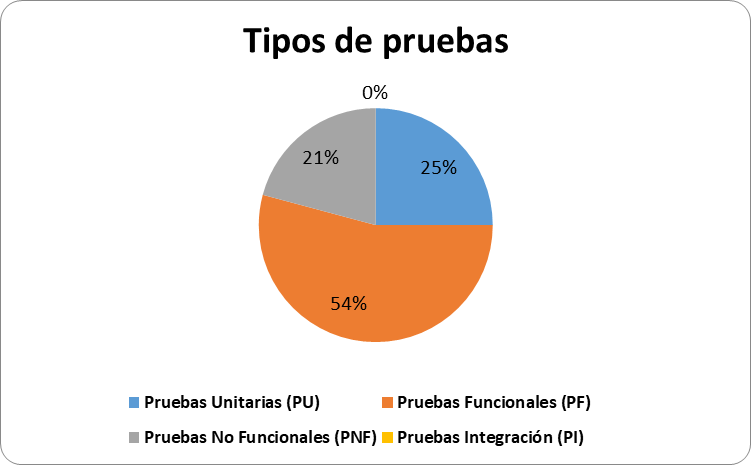 Tipos de pruebas
0%
21%
25%
54%
Pruebas Unitarias (PU)
Pruebas Funcionales (PF)
Pruebas No Funcionales (PNF)
Pruebas Integración (PI)